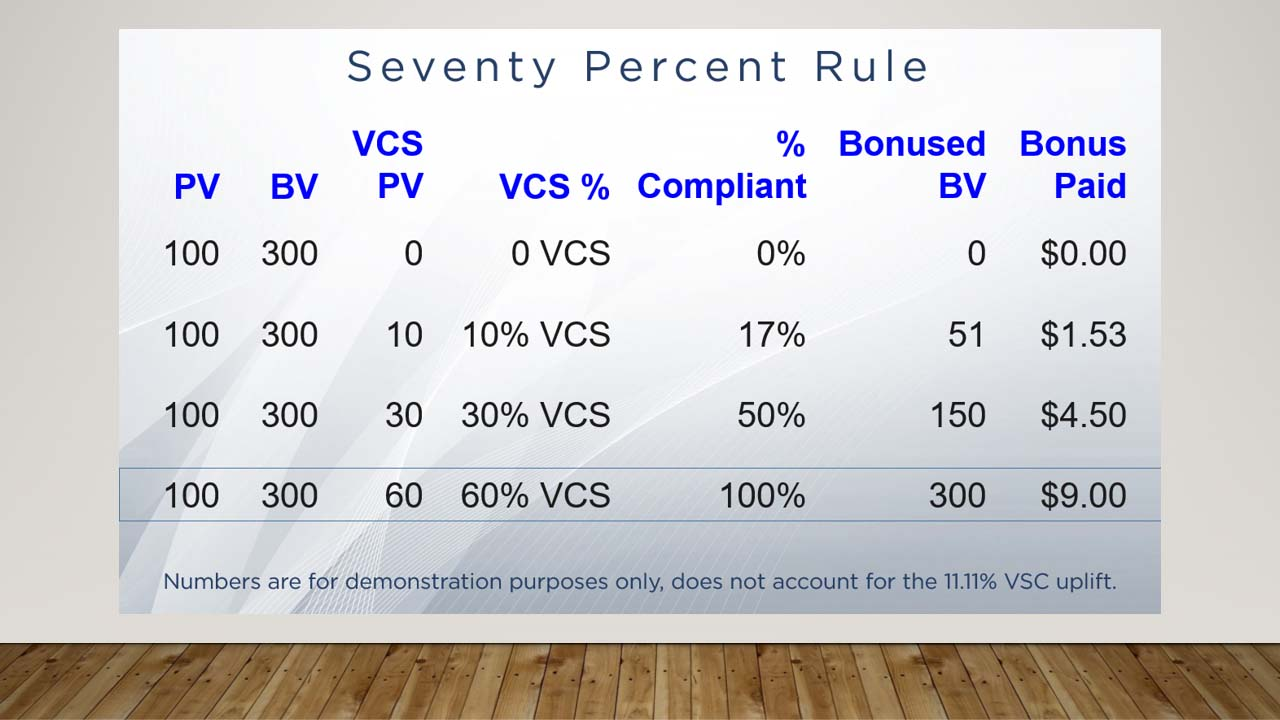 Seventy Percent Rule
VCS % Bonused Bonus
PV BV PV VCS % Compliant BV Paid
100 300 0 0 VCS 0% 0 $0.00
100 300 10 10% VCS 17% 51 $1.53
100 300 30 30% VCS 50% 150 $4.50
100 300 60 60% VCS 100% 300 $9.00
Numbers are for demonstration purposes only, does not account for the 11.11% VSC uplift.